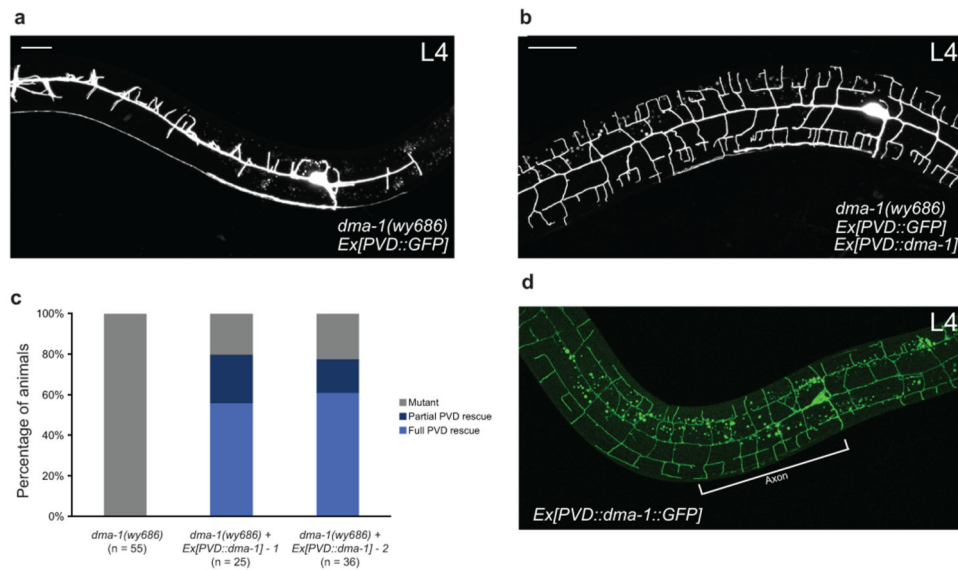 a
L4
dma-1(wy686)
Ex[PVD::GFP]
b
L4
dma-1(wy686)
Ex[PVD::GFP]
Ex[PVD::dma-1]
c
Percentage of animals
100%
80%
60%
40%
20%
0%
dma-1(wy686)
(n = 55)
dma-1(wy686) +
Ex[PVD::dma-1] - 1
(n = 25)
dma-1(wy686) +
Ex[PVD::dma-1] - 2
(n = 36)
Mutant
Partial PVD rescue
Full PVD rescue
d
L4
Axon
Ex[PVD::dma-1::GFP]